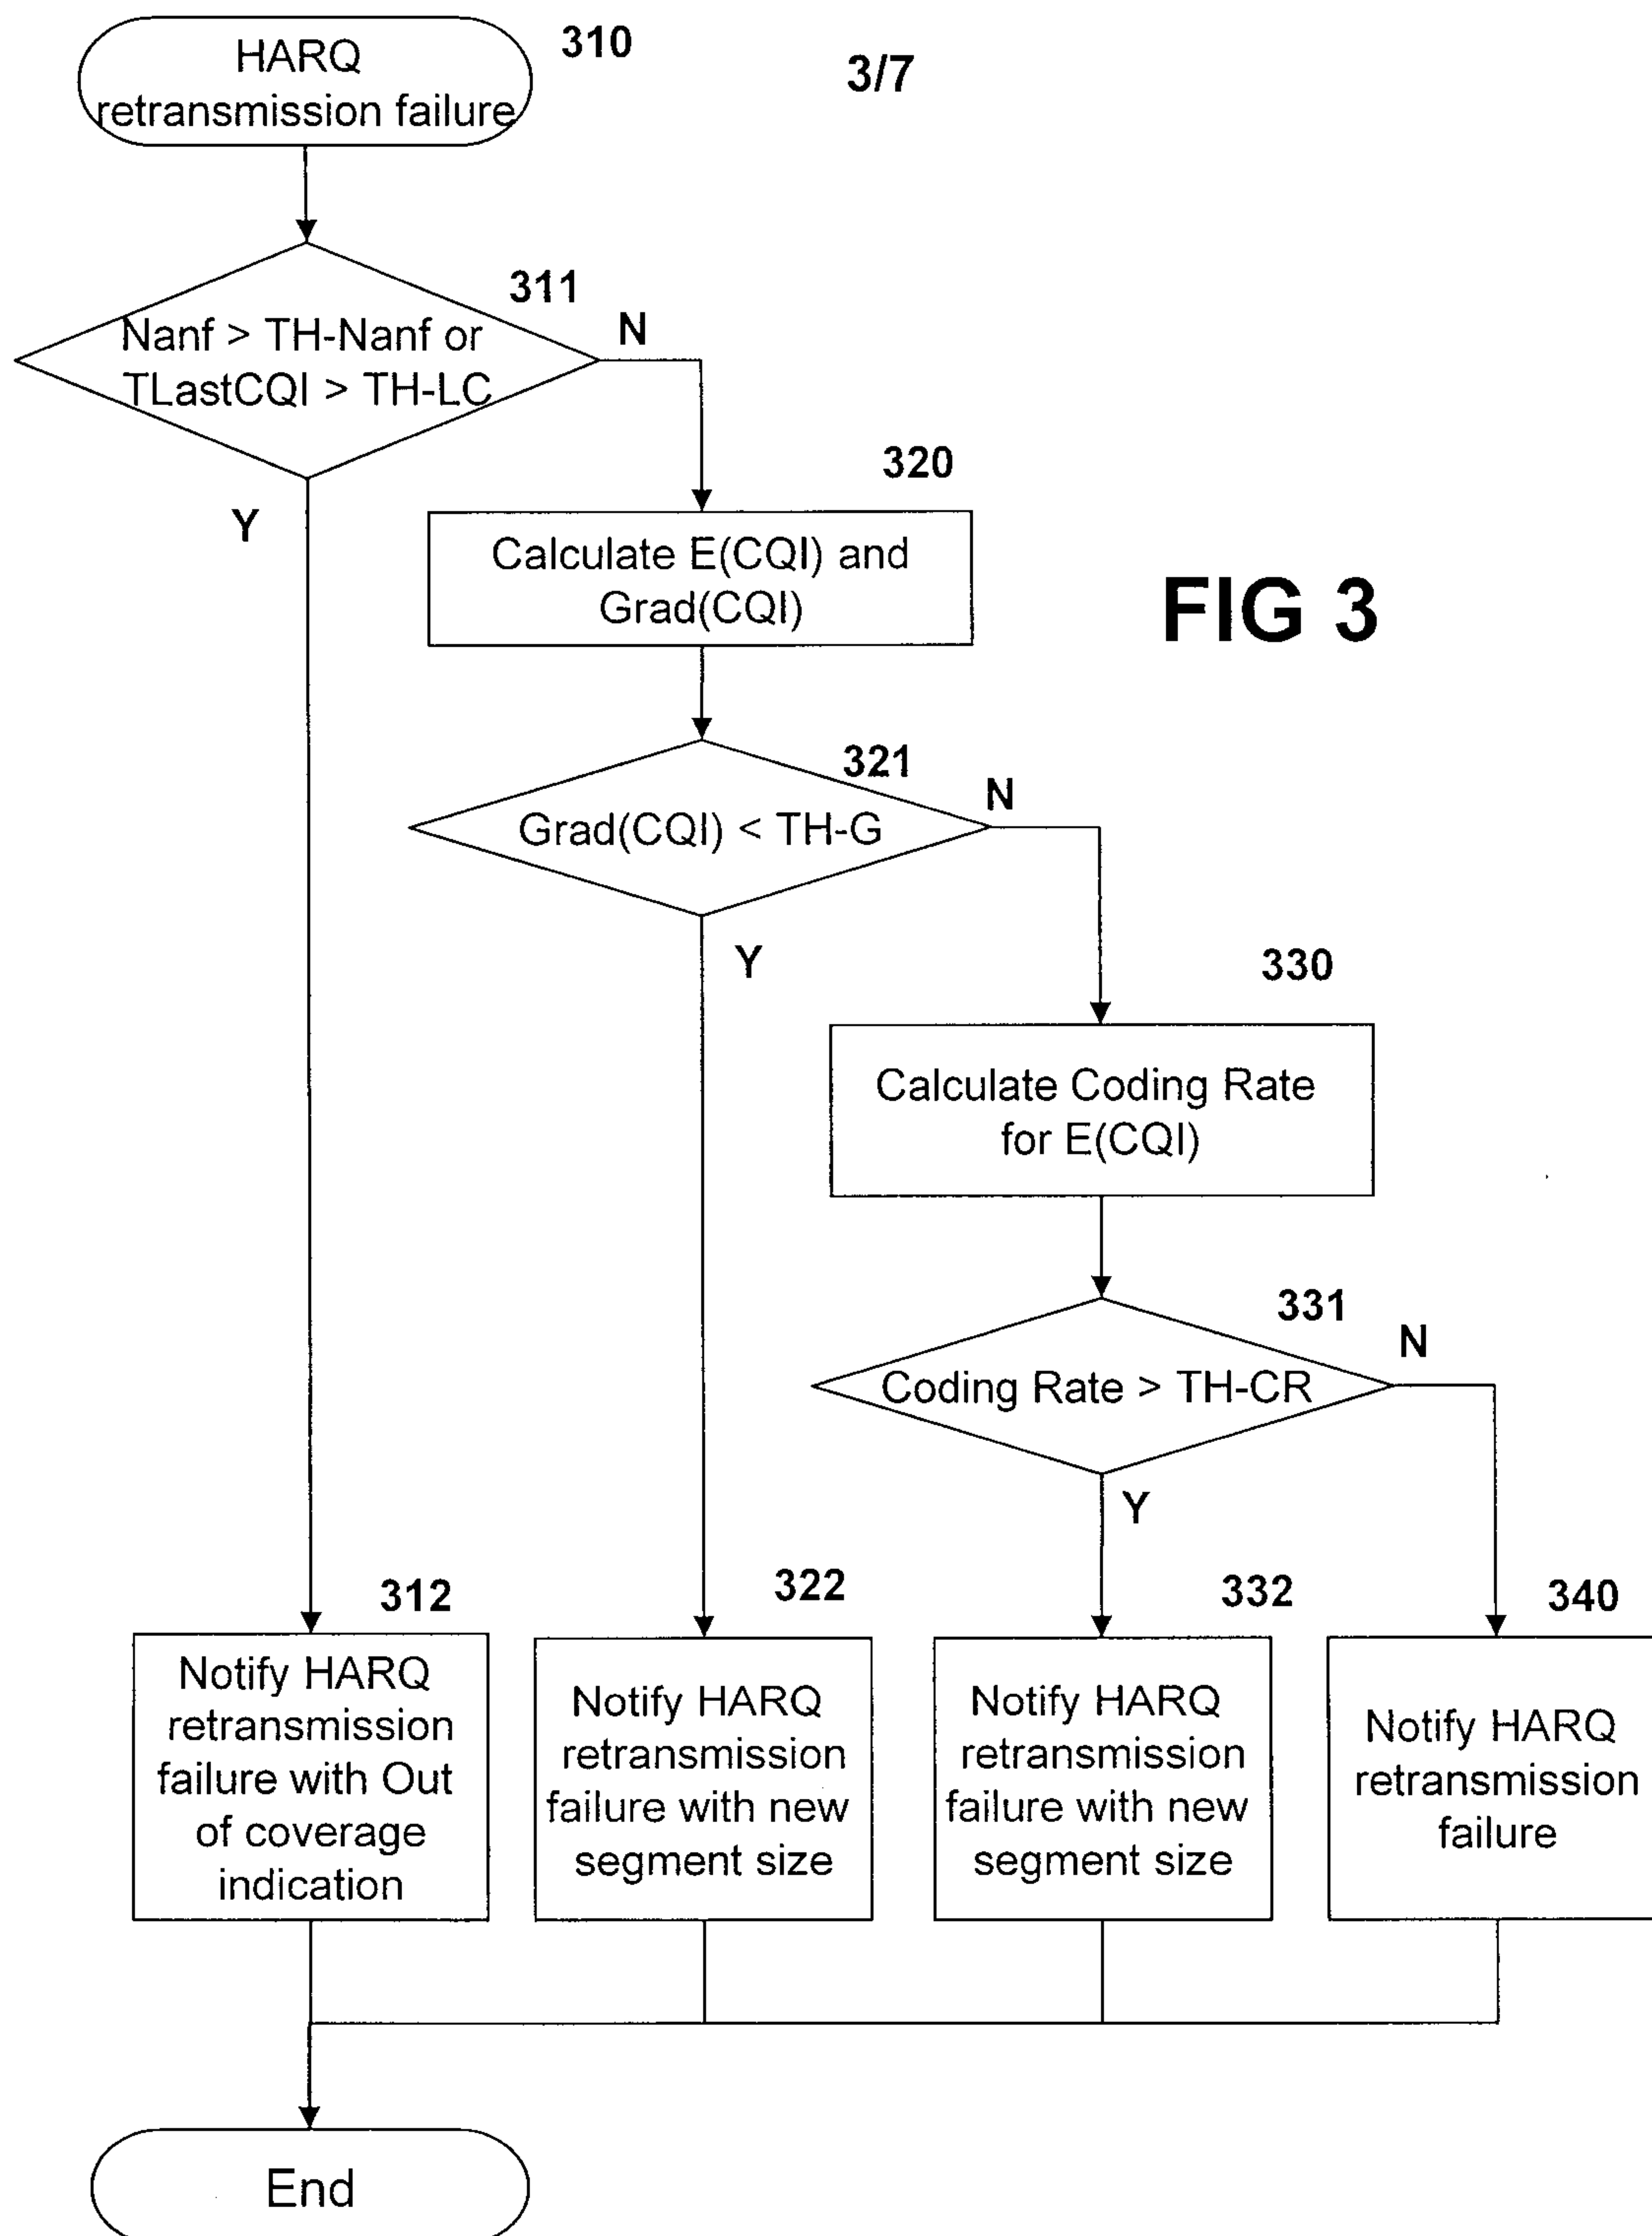 HARQ
retransmission failure
310
3/7
311
Nanf > TH-Nanf or
TLastCQI > TH-LC
N
Y
320
Calculate E(CQI) and
Grad(CQI)
FIG 3
321
Grad(CQI) < TH-G
N
Y
330
Calculate Coding Rate
for E(CQI)
331
Coding Rate > TH-CR
N
Y
312
Notify HARQ
retransmission
failure with Out
of coverage
indication
322
Notify HARQ
retransmission
failure with new
segment size
332
Notify HARQ
retransmission
failure with new
segment size
340
Notify HARQ
retransmission
failure
End